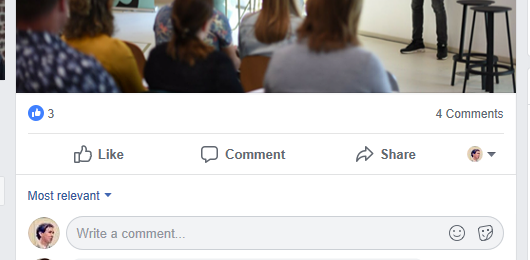 3 4 Comments
Like Comment Share
Most relevant
Write a comment...